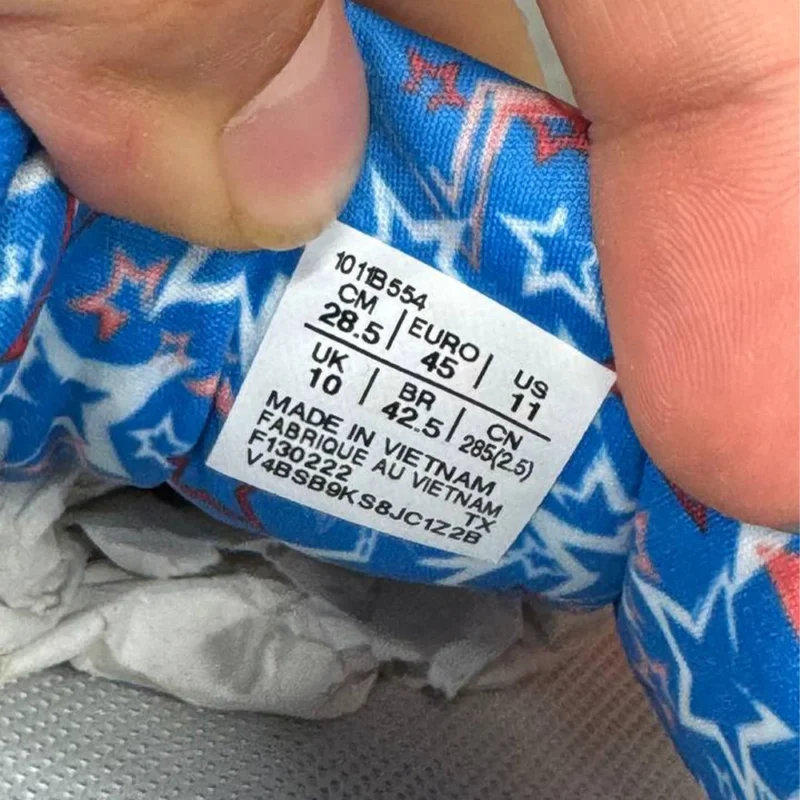 1011B554
CM | EURO | US
28.5 | 45 | 11
UK | BR | CN
10 | 42.5 | 285(2.5)
MADE IN VIETNAM
FABRIQUE AU VIETNAM
F130222 TX
V4BSB9KS8JC1Z2B